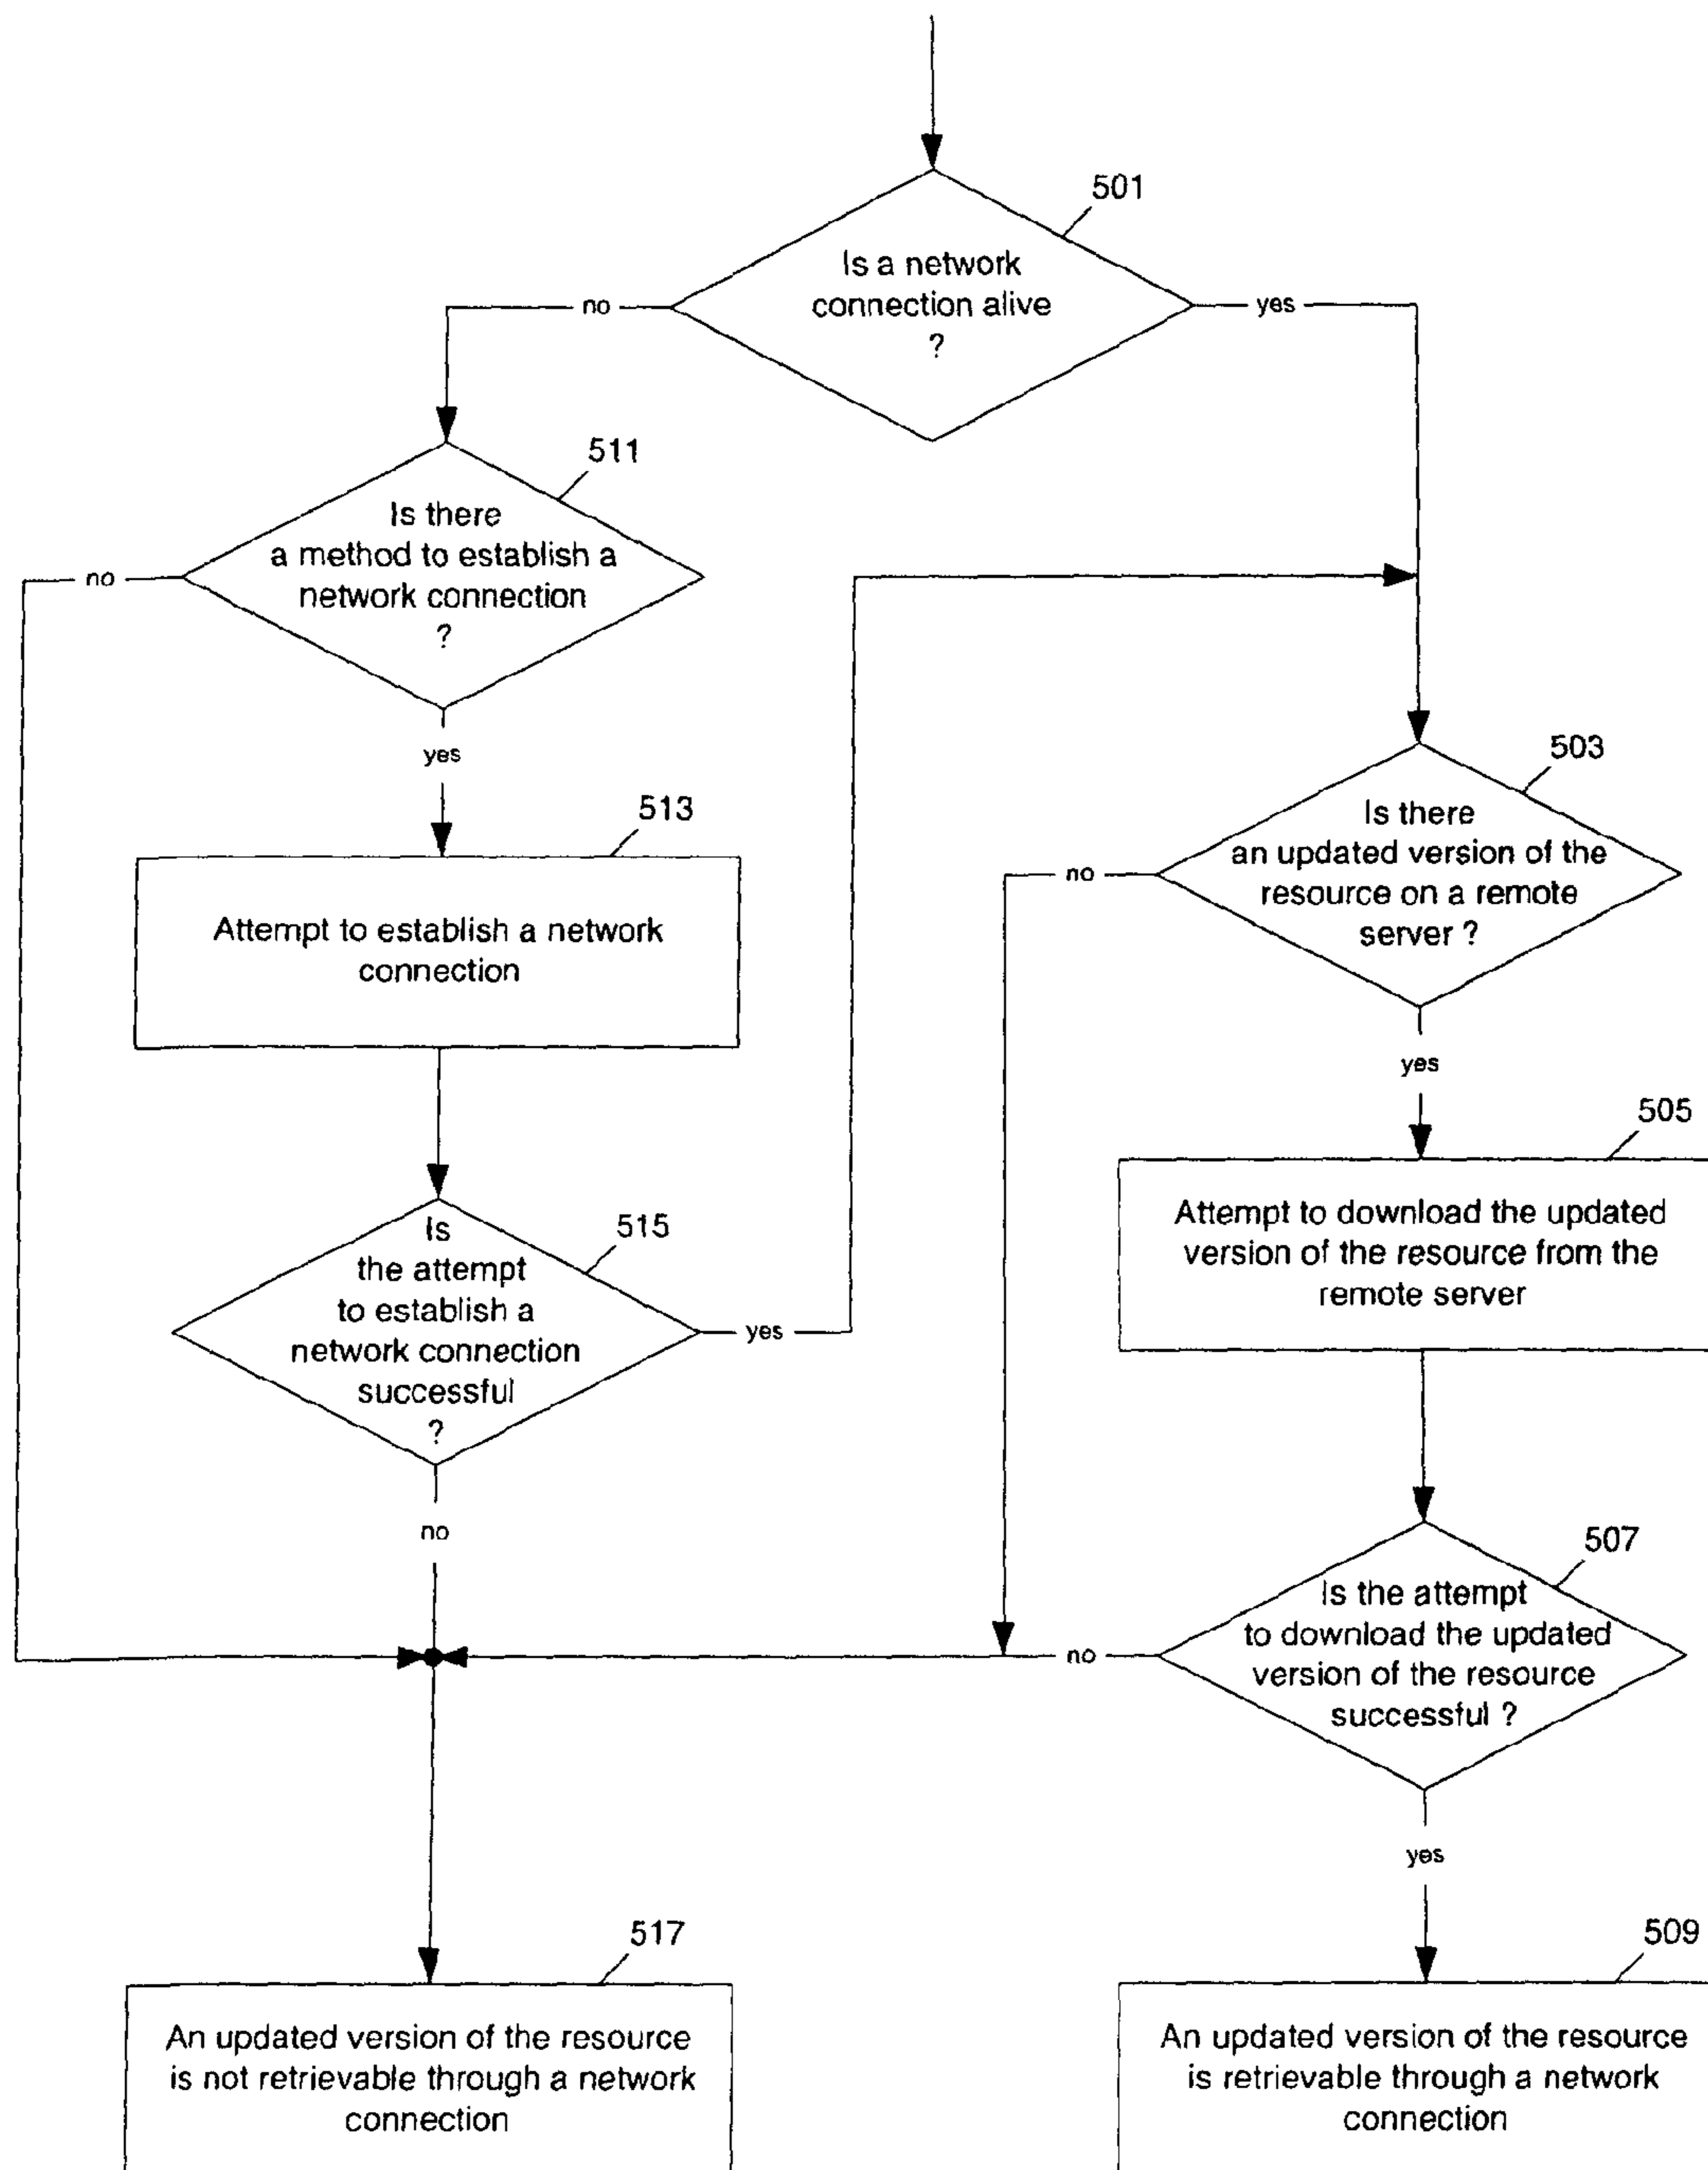 501
Is a network
connection alive
?
no
yes
511
Is there
a method to establish a
network connection
?
no
yes
503
Is there
an updated version of the
resource on a remote
server ?
no
yes
513
Attempt to establish a network
connection
505
Attempt to download the updated
version of the resource from the
remote server
515
Is
the attempt
to establish a
network connection
successful
?
yes
no
507
Is the attempt
to download the updated
version of the resource
successful ?
no
yes
517
An updated version of the resource
is not retrievable through a network
connection
509
An updated version of the resource
is retrievable through a network
connection